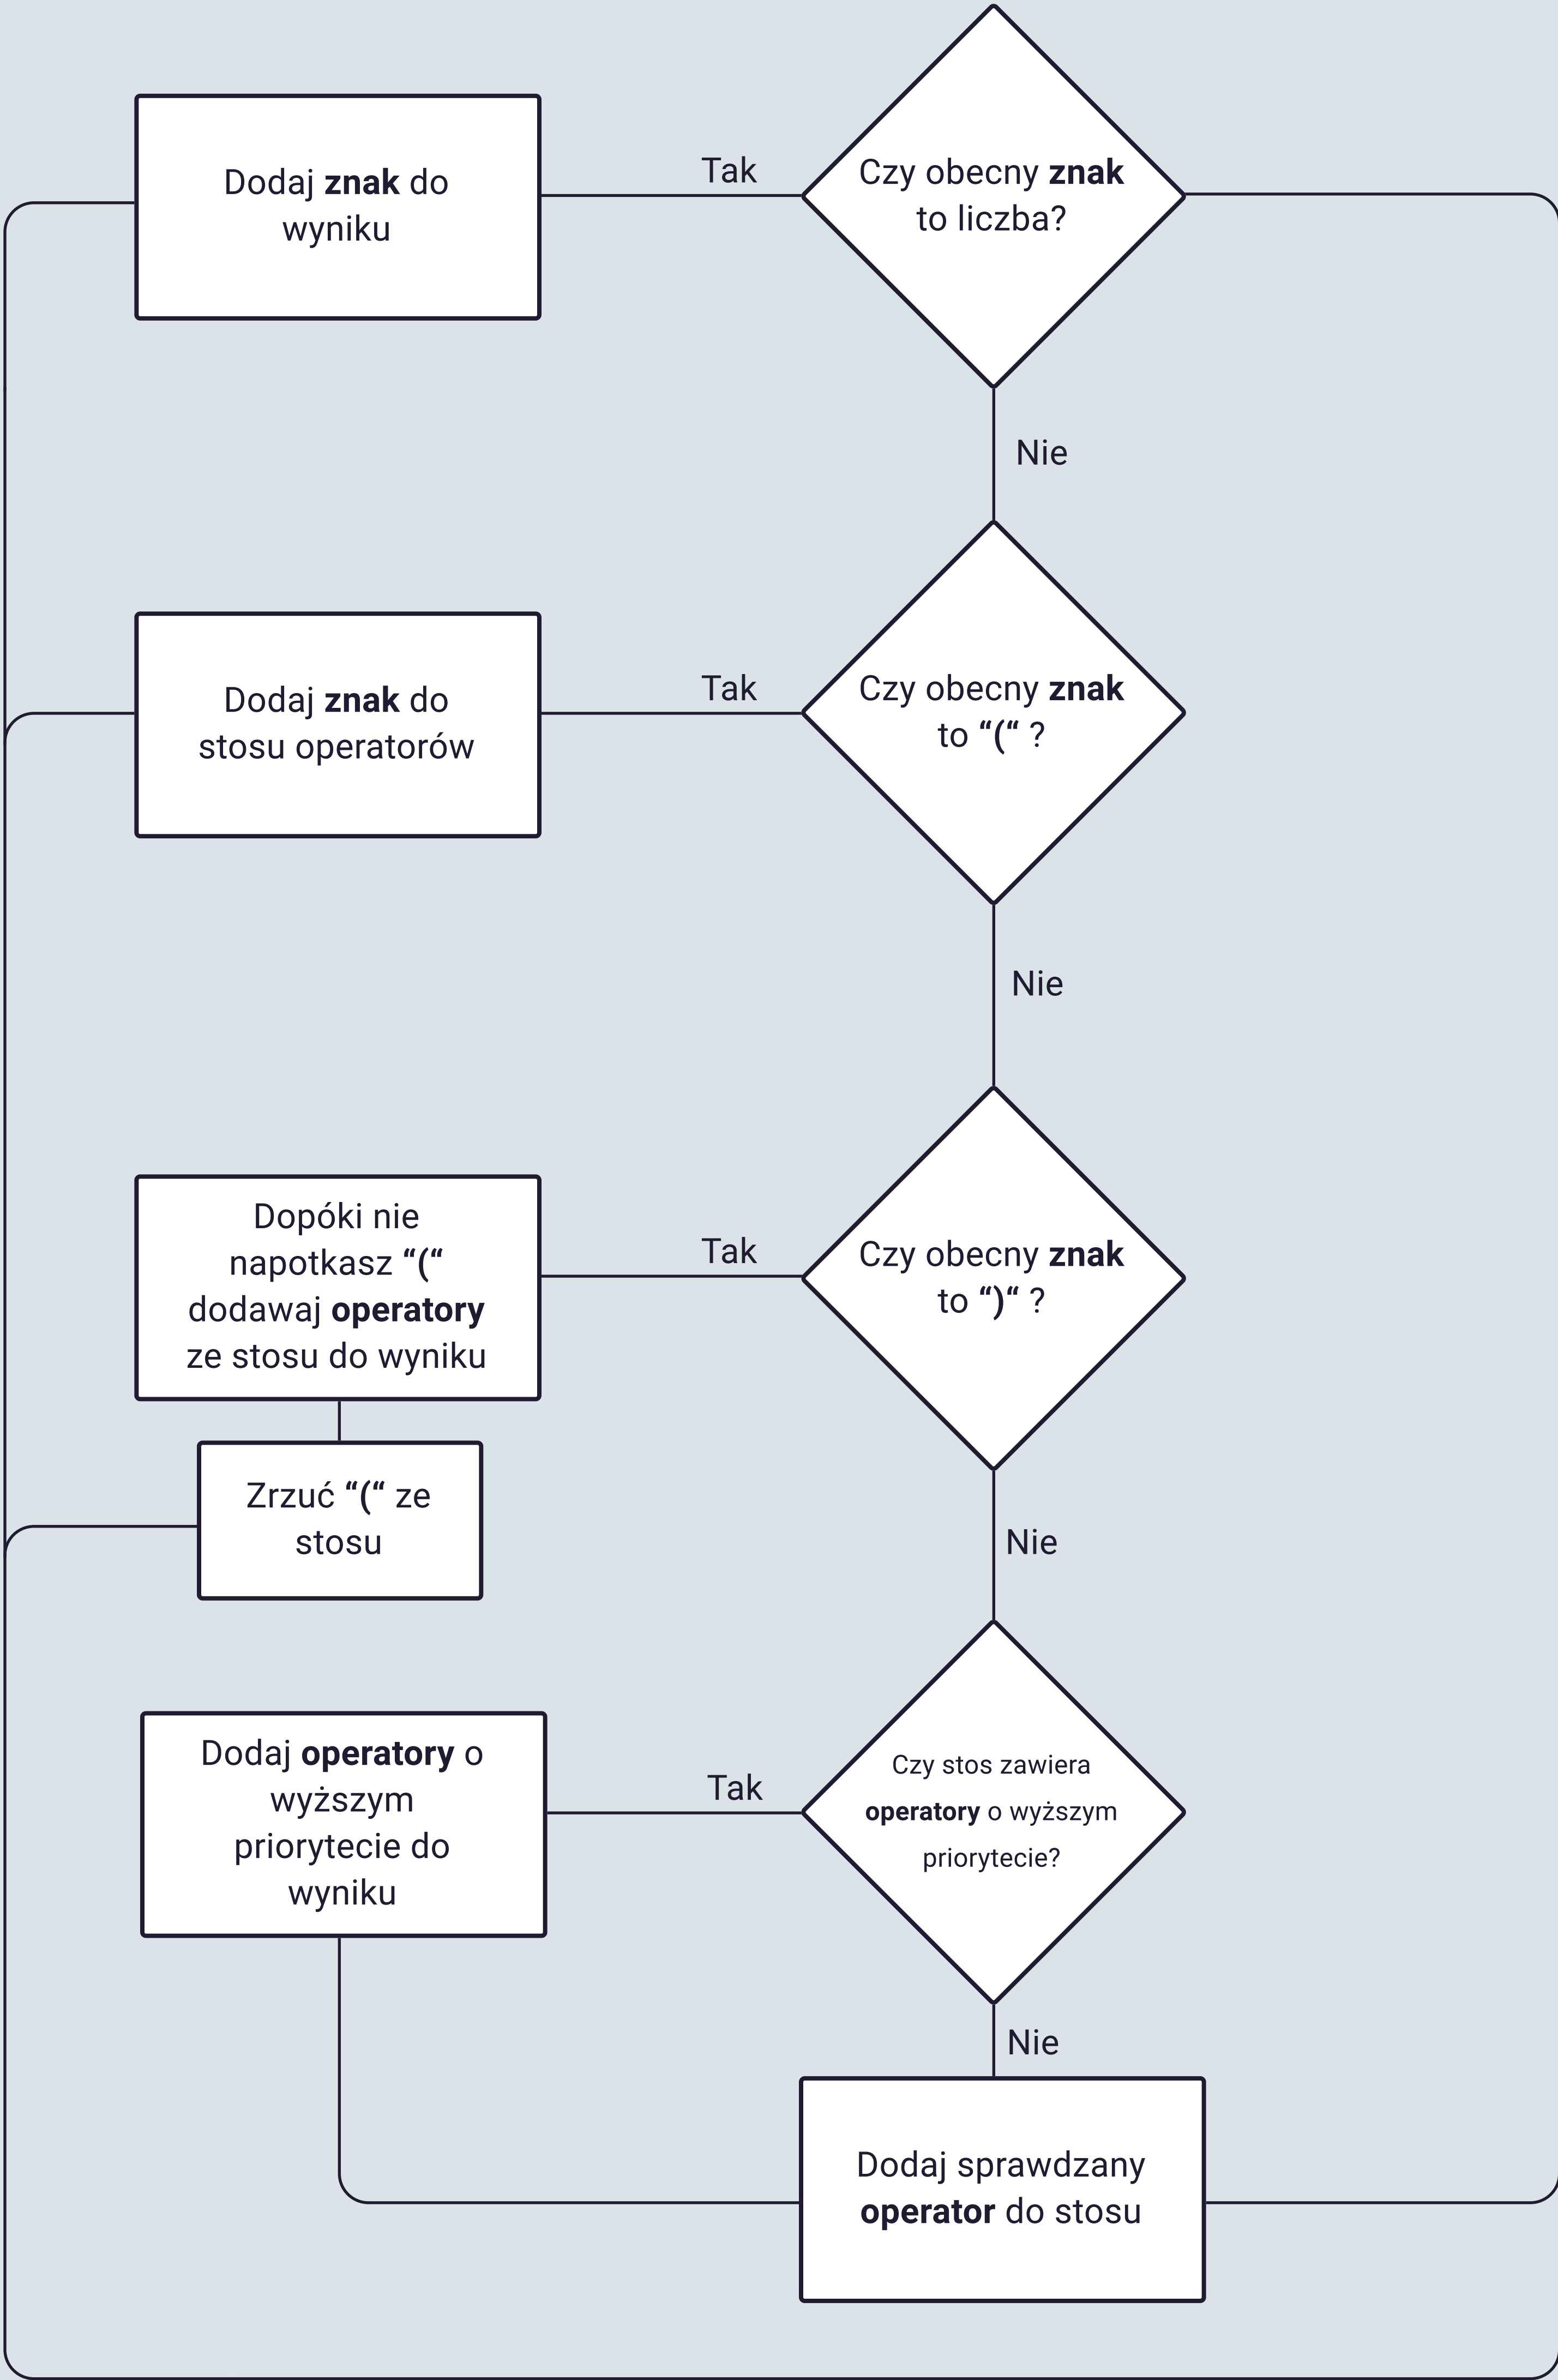 Dodaj znak do
wyniku
Tak
Czy obecny znak
to liczba?
Nie
Dodaj znak do
stosu operatorów
Tak
Czy obecny znak
to “(“ ?
Nie
Dopóki nie
napotkasz “(“
dodawaj operatory
ze stosu do wyniku
Tak
Czy obecny znak
to “)“ ?
Zrzuć “(“ ze
stosu
Nie
Dodaj operatory o
wyższym
priorytecie do
wyniku
Tak
Czy stos zawiera
operatory o wyższym
priorytecie?
Nie
Dodaj sprawdzany
operator do stosu